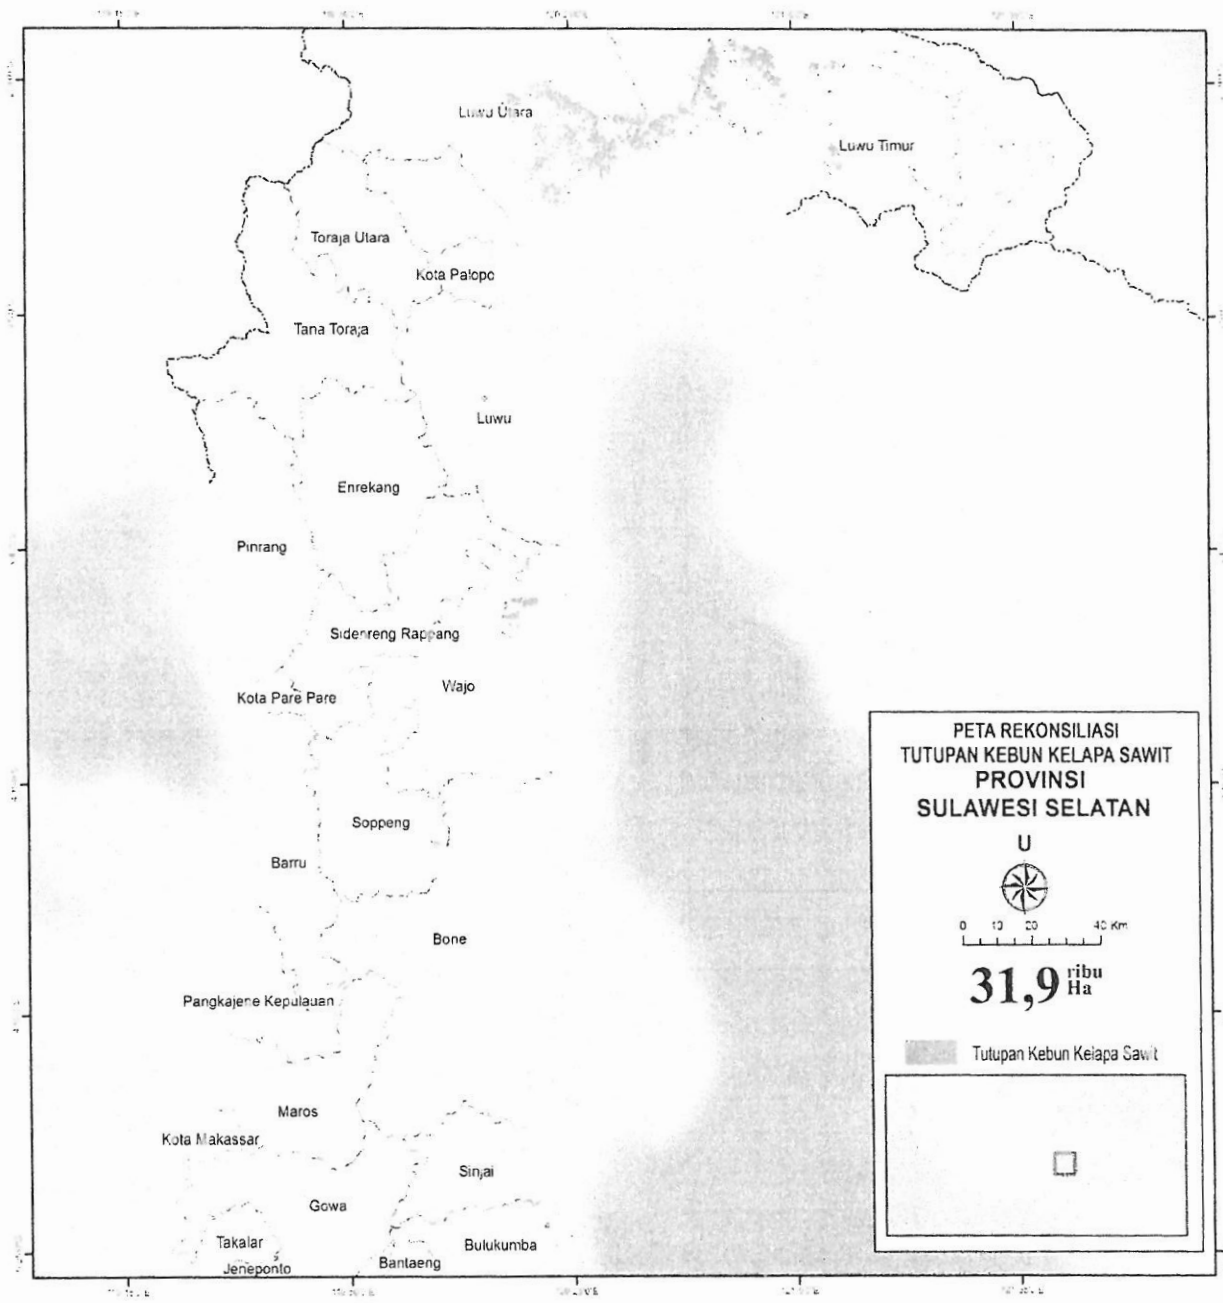 Luwu Utara
Luwu Timur
Toraja Utara
Kota Palopo
Tana Toraja
Luwu
Enrekang
Pinrang
Sidenreng Rappang
Wajo
Kota Pare Pare
Soppeng
Barru
Bone
Pangkajene Kepulauan
Maros
Kota Makassar
Sinjai
Gowa
Takalar
Jeneponto
Bantaeng
Bulukumba
PETA REKONSILIASI
TUTUPAN KEBUN KELAPA SAWIT
PROVINSI
SULAWESI SELATAN
U
0 10 20 40 Km
31,9 ribu Ha
Tutupan Kebun Kelapa Sawit